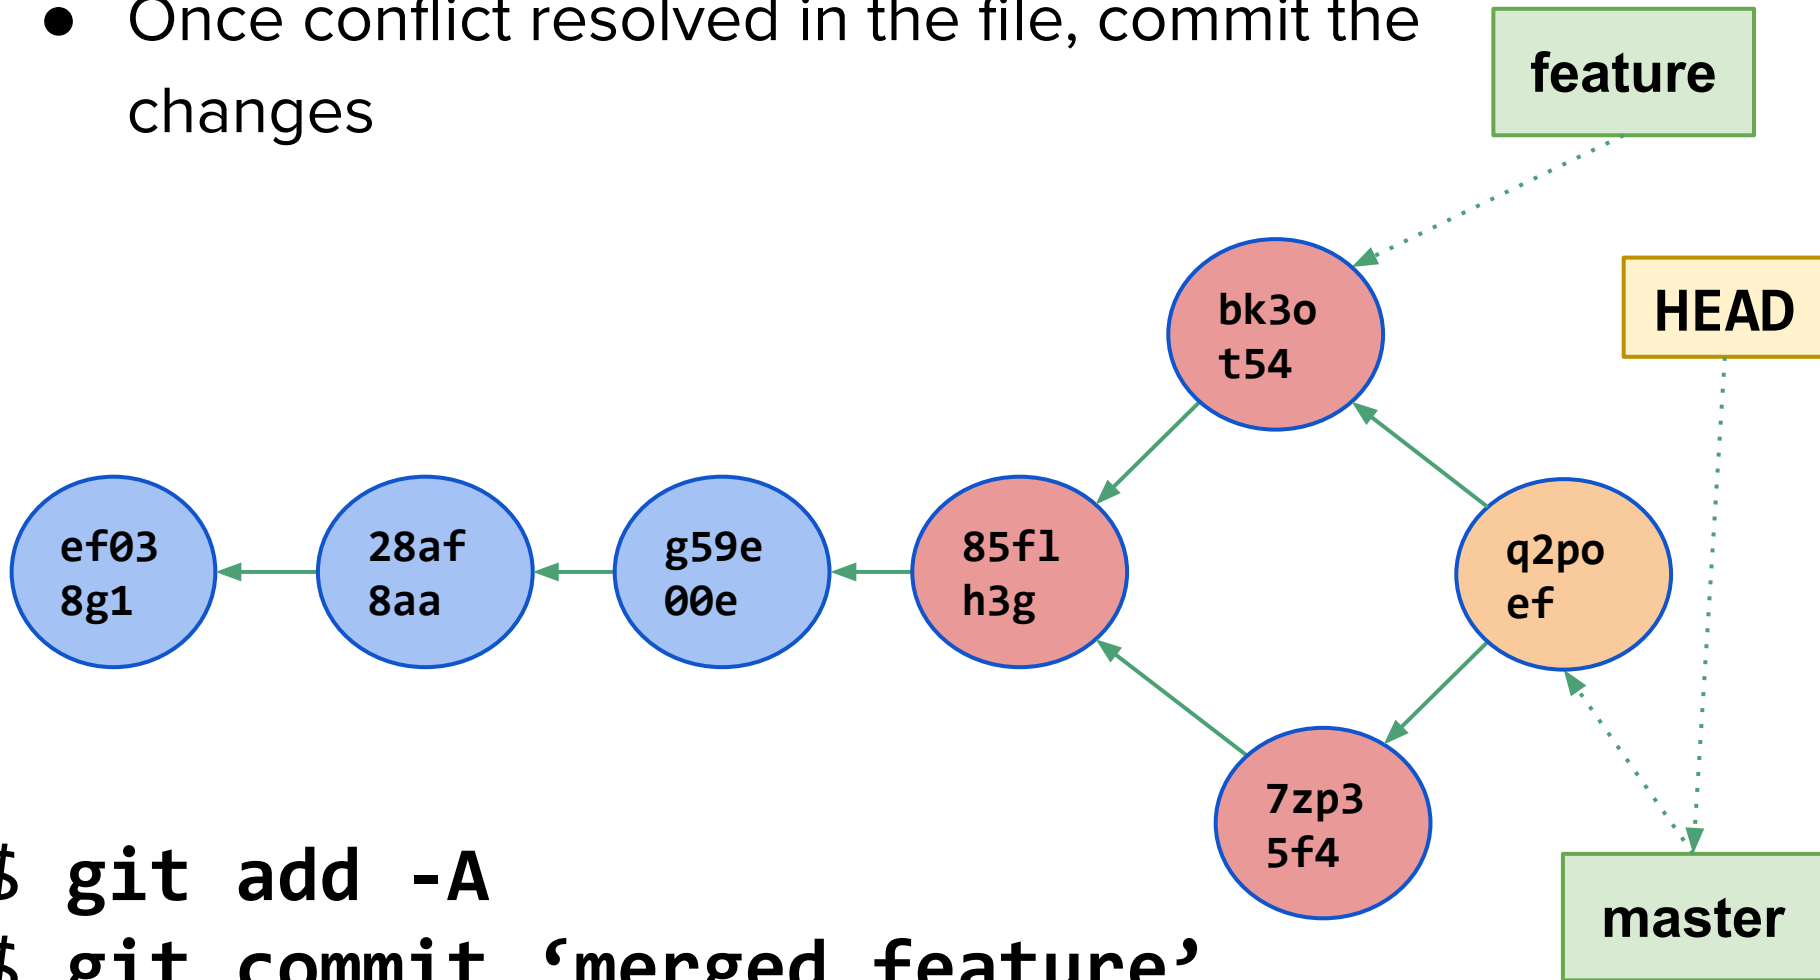 ● Once conflict resolved in the file, commit the
changes
feature
HEAD
bk3o
t54
ef03
8g1
28af
8aa
g59e
00e
85fl
h3g
q2po
ef
7zp3
5f4
master
$ git add -A
$ git commit ‘merged feature’